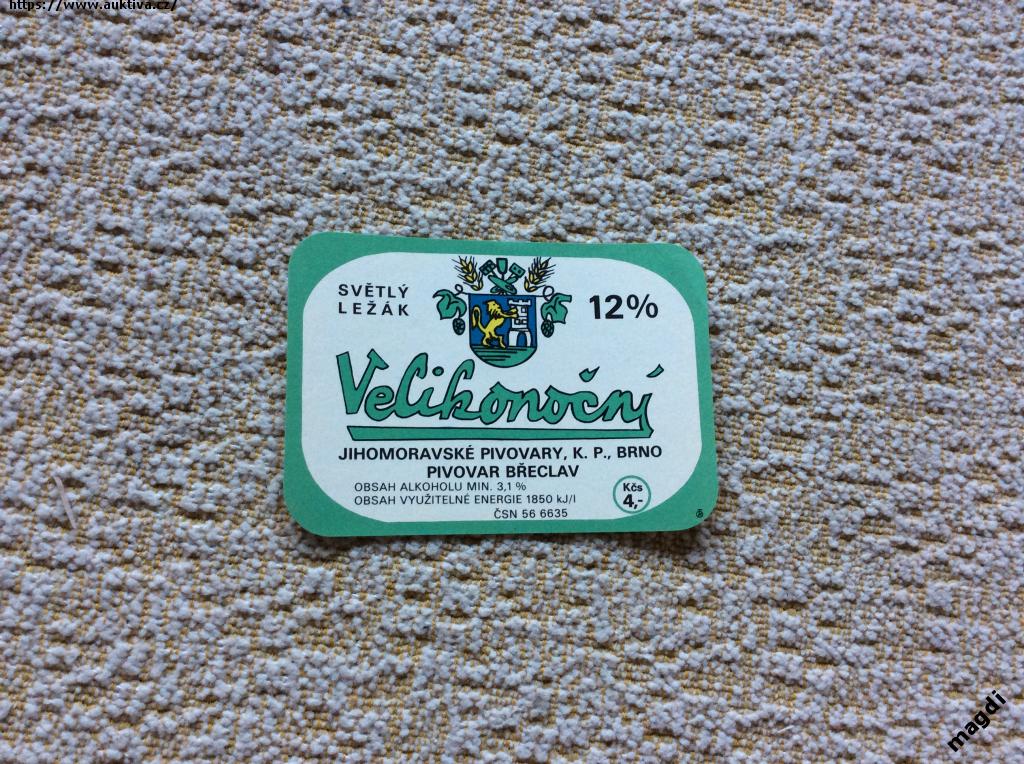 https://www.auktiva.cz/
SVĚTLÝ
LEŽÁK
12%
Velikonoční
JIHOMORAVSKÉ PIVOVARY, K. P., BRNO
PIVOVAR BŘECLAV
OBSAH ALKOHOLU MIN. 3,1 %
OBSAH VYUŽITELNÉ ENERGIE 1850 kJ/l
ČSN 56 6635
Kčs
4,-
magdi